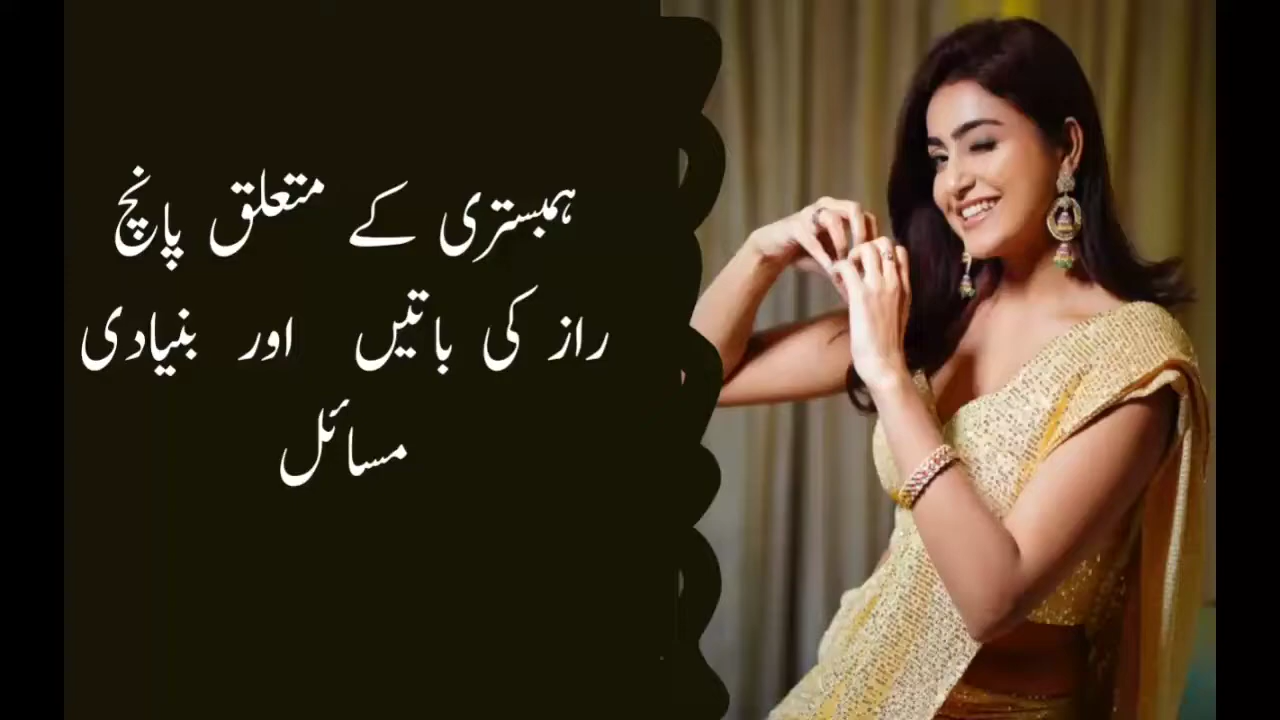 ہمبستری کے متعلق پانچ
راز کی باتیں اور بنیادی
مسائل